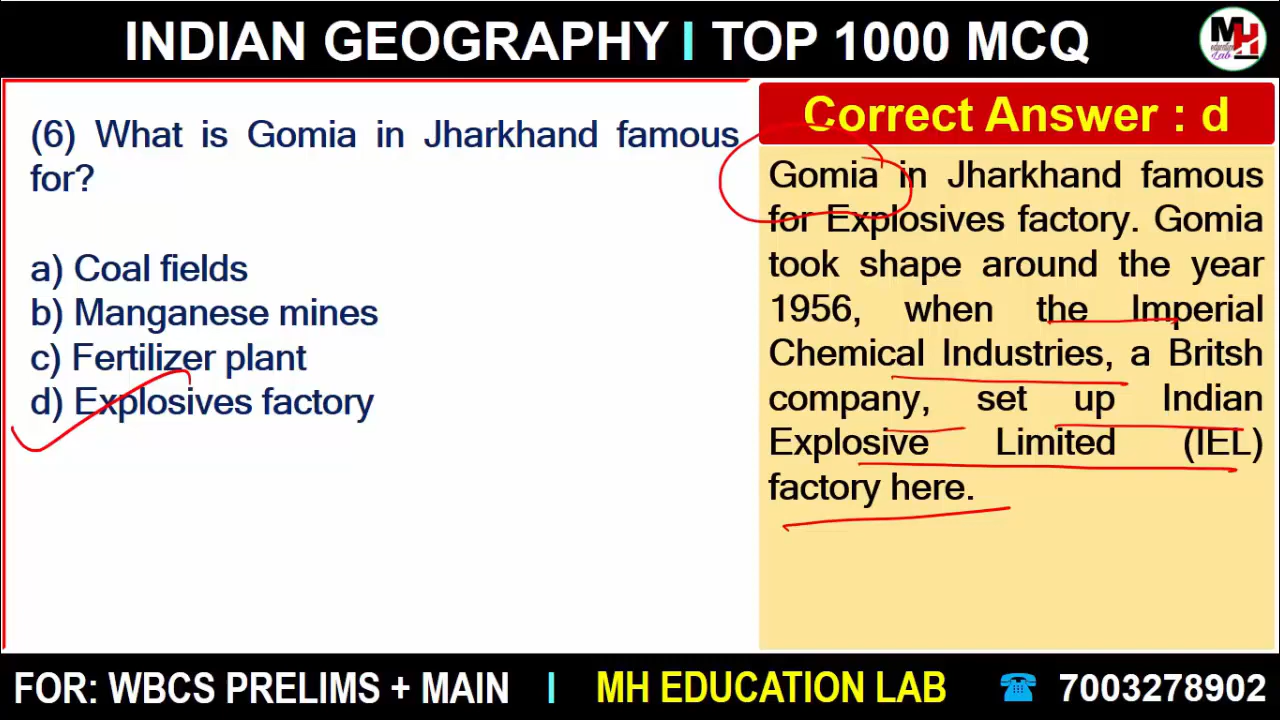 INDIAN GEOGRAPHY I TOP 1000 MCQ
MH
education
Lab
(6) What is Gomia in Jharkhand famous
for?
a) Coal fields
b) Manganese mines
c) Fertilizer plant
d) Explosives factory
Correct Answer : d
Gomia in Jharkhand famous
for Explosives factory. Gomia
took shape around the year
1956, when the Imperial
Chemical Industries, a Britsh
company, set up Indian
Explosive Limited (IEL)
factory here.
FOR: WBCS PRELIMS + MAIN I MH EDUCATION LAB ☎ 7003278902